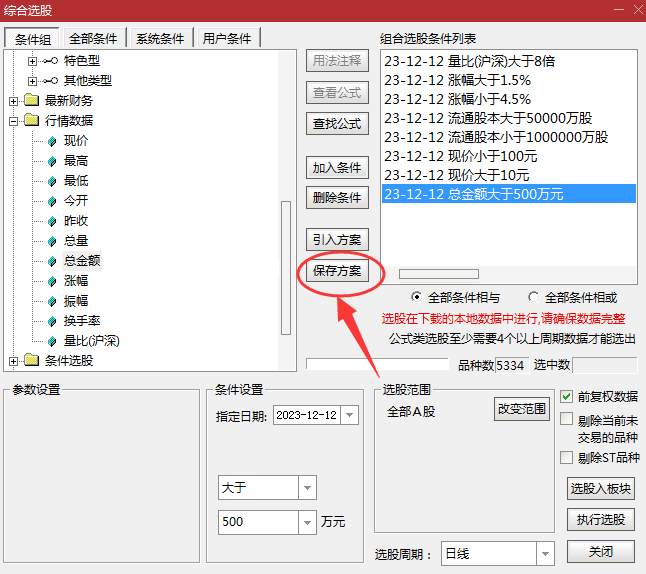 综合选股
条件组 全部条件 系统条件 用户条件
特色型
其他类型
最新财务
行情数据
现价
最高
最低
今开
昨收
总量
总金额
涨幅
振幅
换手率
量比(沪深)
条件选股
用法注释
查看公式
查找公式
加入条件
删除条件
引入方案
保存方案
组合选股条件列表
23-12-12 量比(沪深)大于8倍
23-12-12 涨幅大于1.5%
23-12-12 涨幅小于4.5%
23-12-12 流通股本大于50000万股
23-12-12 流通股本小于1000000万股
23-12-12 现价小于100元
23-12-12 现价大于10元
23-12-12 总金额大于500万元
全部条件相与 全部条件相或
选股在下载的本地数据中进行,请确保数据完整
公式类选股至少需要4个以上周期数据才能选出
品种数 5334 选中数
参数设置
条件设置
指定日期: 2023-12-12
大于
500 万元
选股范围
全部A股 改变范围
选股周期: 日线
前复权数据
剔除当前未
交易的品种
剔除ST品种
选股入板块
执行选股
关闭